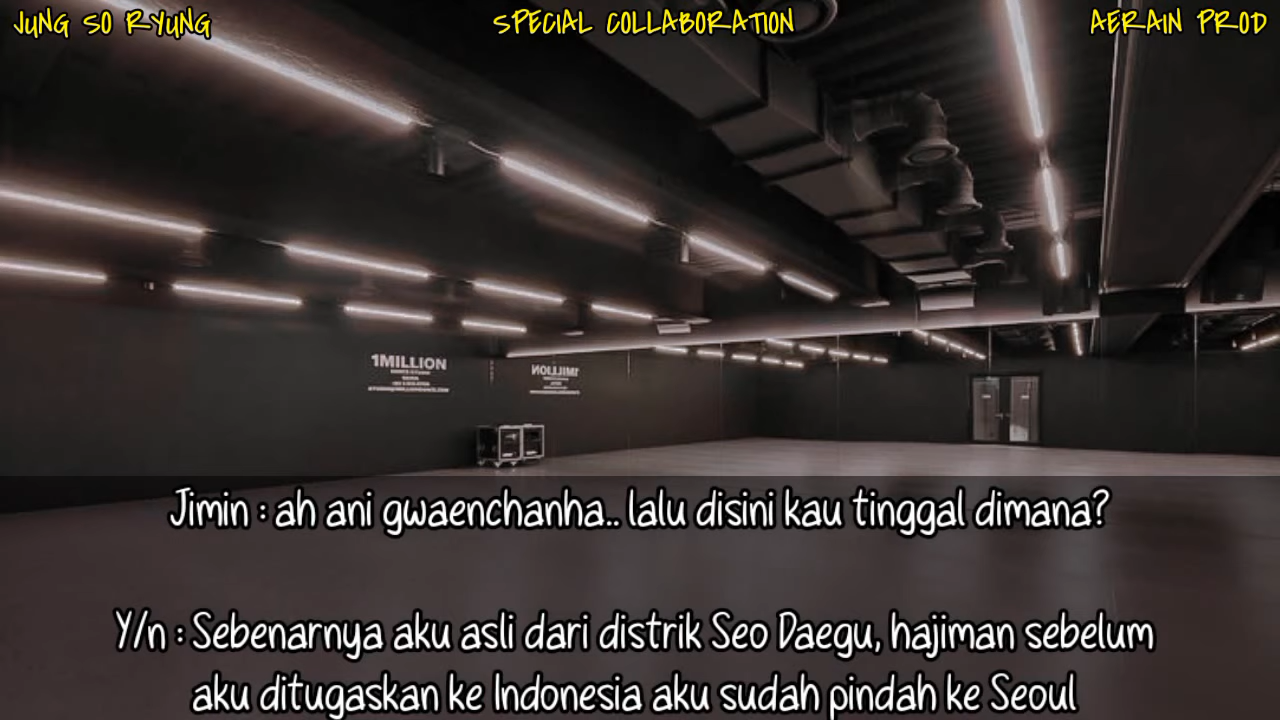 JUNG SO RYUNG
SPECIAL COLLABORATION
AERAIN PROD
1MILLION
Jimin : ah ani gwaenchanha.. lalu disini kau tinggal dimana?
Y/n : Sebenarnya aku asli dari distrik Seo Daegu, hajiman sebelum
aku ditugaskan ke Indonesia aku sudah pindah ke Seoul